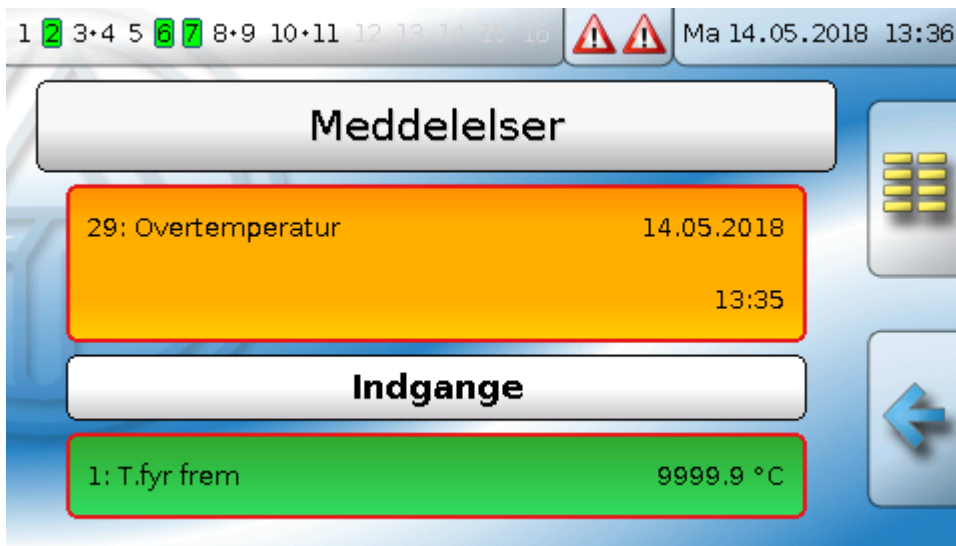 1 2 3•4 5 6 7 8•9 10•11 12 13 14 15 16 Ma 14.05.2018 13:36
Meddelelser
29: Overtemperatur 14.05.2018
13:35
Indgange
1: T.fyr frem 9999.9 °C